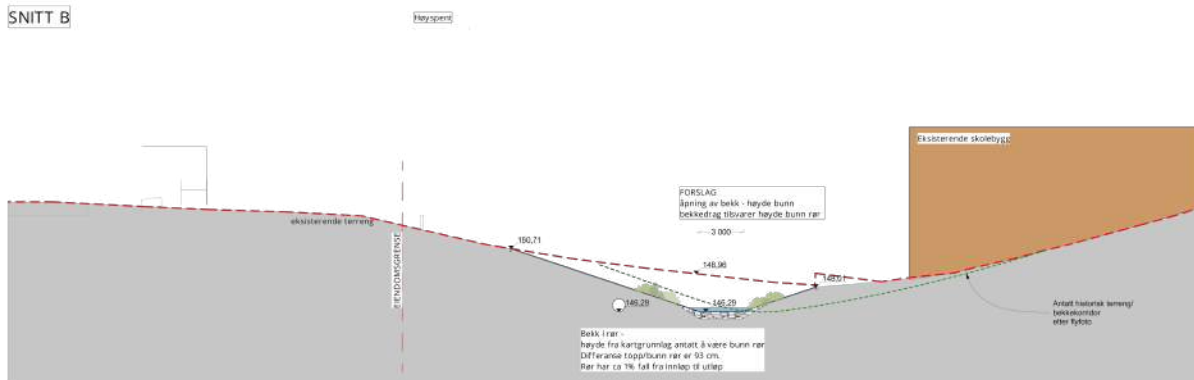 SNITT B
Høyspent
Eksisterende skolebygg
FORSLAG
åpning av bekk - høyde bunn
bekkedrag tilsvarer høyde bunn rør
eksisterende terreng
3 000
150,71
148,96
EIENDOMSGRENSE
146,29
146,29
Antatt historisk terreng/
bekkekorridor
etter flyfoto
Bekk i rør -
høyde fra kartgrunnlag antatt å være bunn rør
Differanse topp/bunn rør er 93 cm.
Rør har ca 1% fall fra innløp til utløp